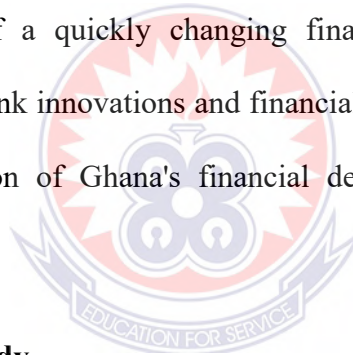 f a quickly changing fina
nk innovations and financia
on of Ghana's financial de
EDUCATION FOR SERVICE
dy